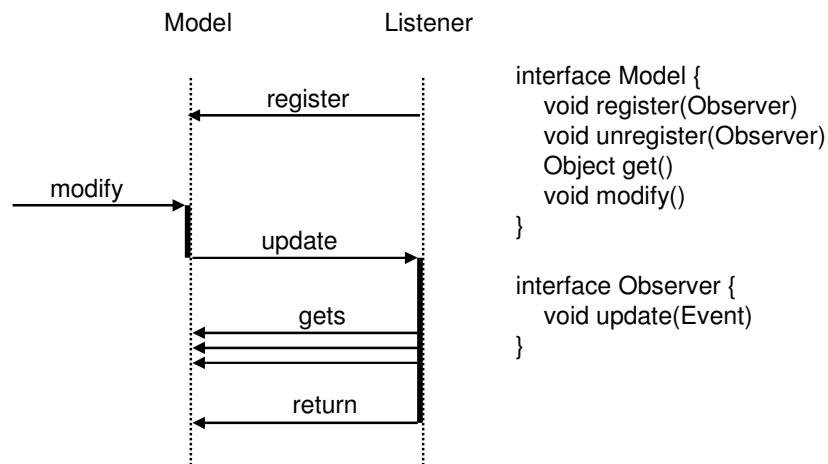 Model
Listener
register
modify
update
gets
return
interface Model {
void register(Observer)
void unregister(Observer)
Object get()
void modify()
}
interface Observer {
void update(Event)
}